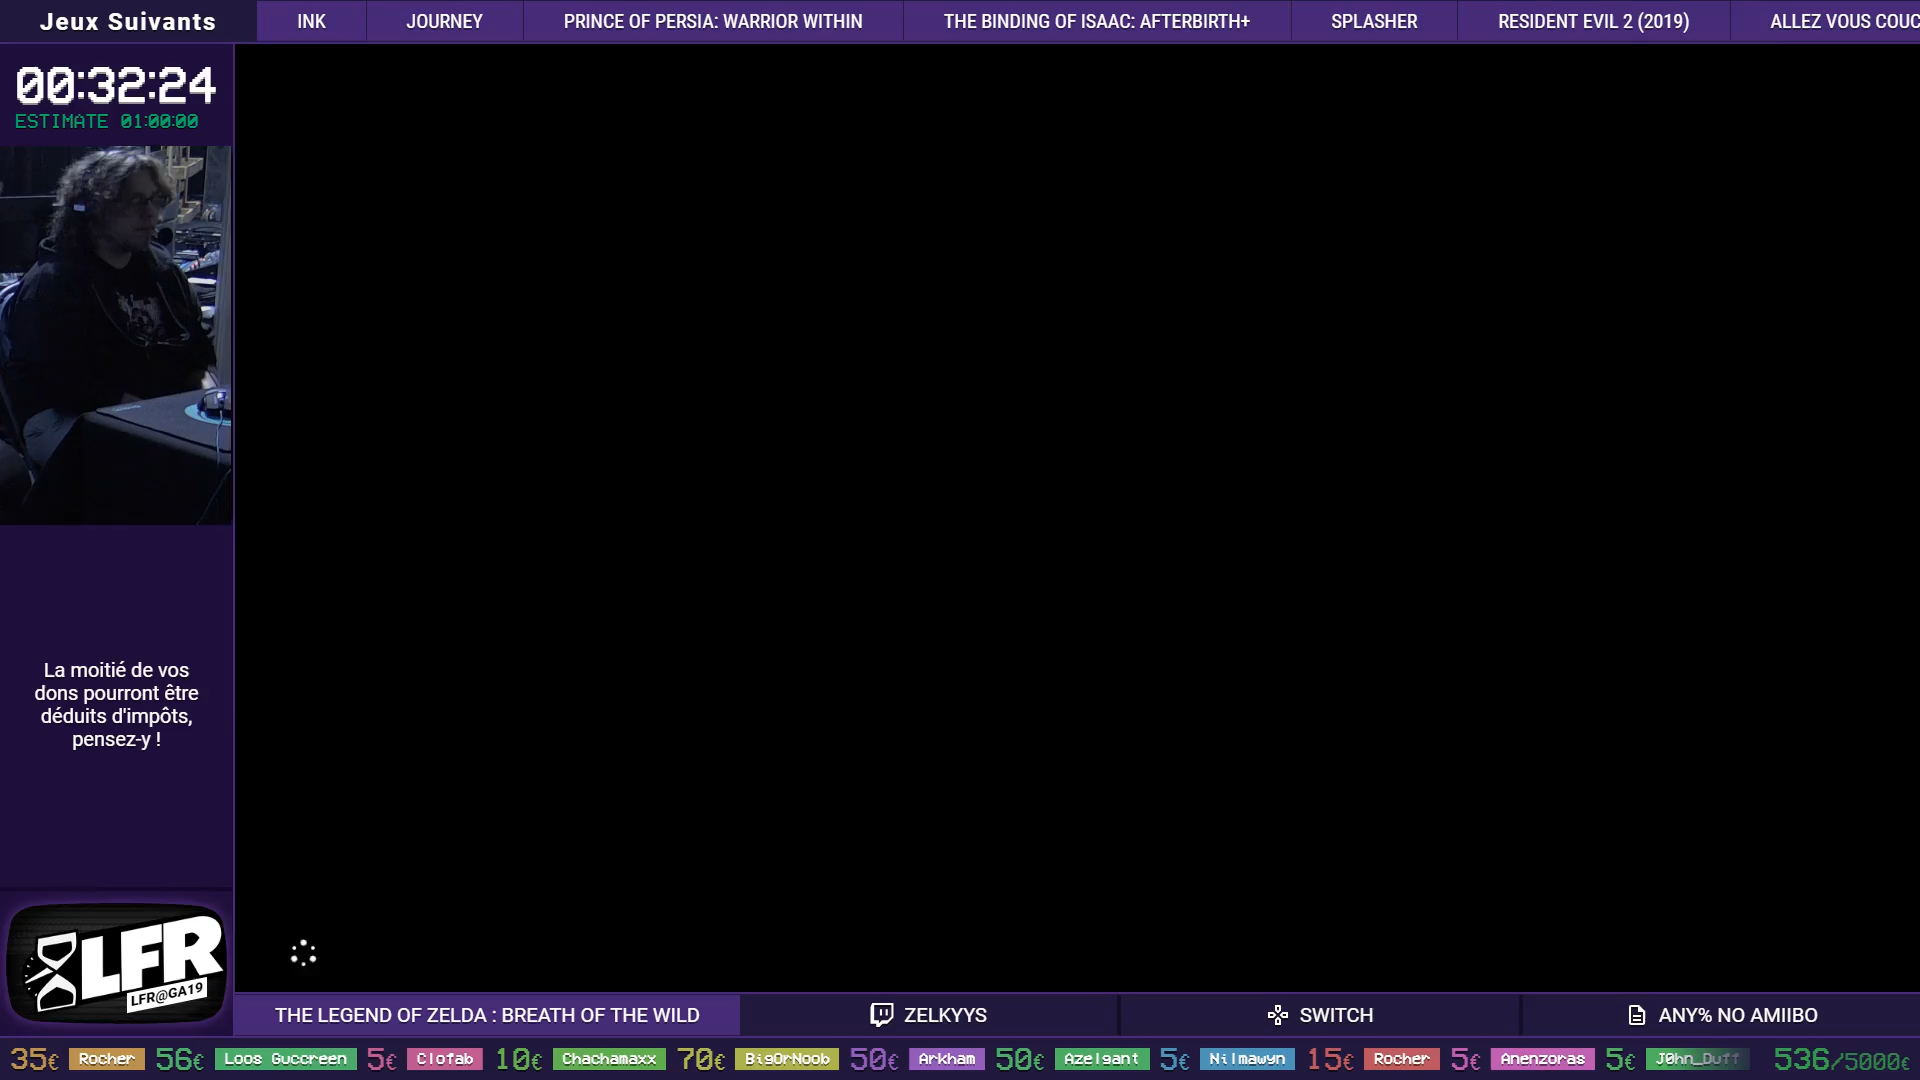 Jeux Suivants
INK
JOURNEY
PRINCE OF PERSIA: WARRIOR WITHIN
THE BINDING OF ISAAC: AFTERBIRTH+
SPLASHER
RESIDENT EVIL 2 (2019)
ALLEZ VOUS COUC
00:32:24
ESTIMATE 01:00:00
La moitié de vos
dons pourront être
déduits d'impôts,
pensez-y !
LFR
LFR@GA19
THE LEGEND OF ZELDA : BREATH OF THE WILD
ZELKYYS
SWITCH
ANY% NO AMIIBO
35€ Rocher 56€ Loos Guccreen 5€ Clofab 10€ Chachamaxx 70€ BigOrNoob 50€ Arkham 50€ Azelgant 5€ Nilmawyn 15€ Rocher 5€ Anenzoras 5€ J0hn_Duff 536/5000€